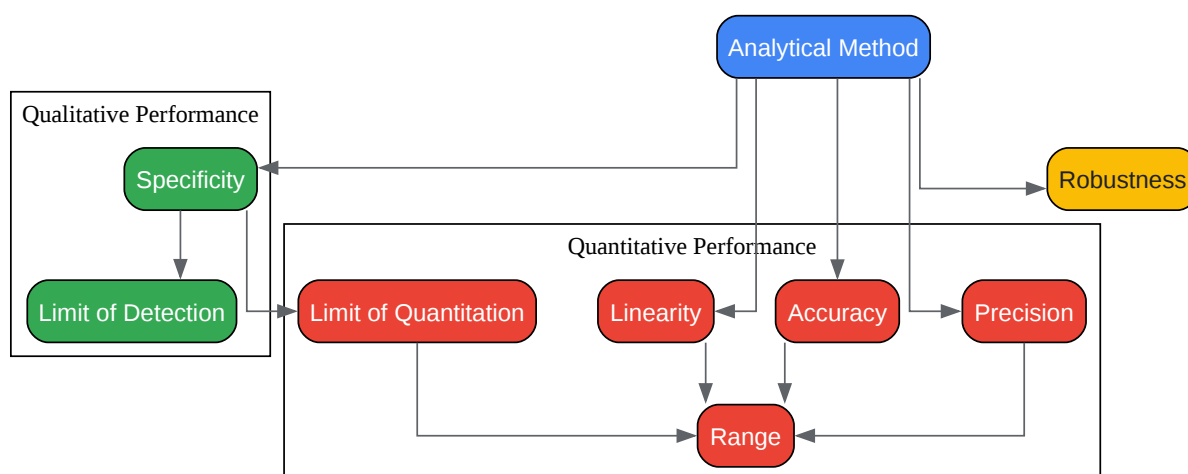 Analytical Method
Qualitative Performance
Specificity
Robustness
Quantitative Performance
Limit of Detection
Limit of Quantitation
Linearity
Accuracy
Precision
Range